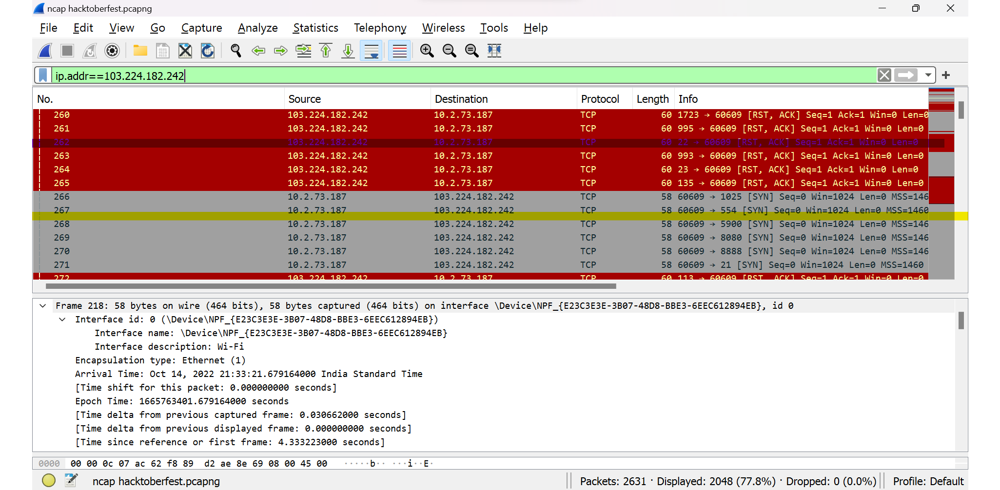 ncap hacktoberfest.pcapng
File Edit View Go Capture Analyze Statistics Telephony Wireless Tools Help
ip.addr==103.224.182.242
No. Source Destination Protocol Length Info
260 103.224.182.242 10.2.73.187 TCP 60 1723 → 60609 [RST, ACK] Seq=1 Ack=1 Win=0 Len=0
261 103.224.182.242 10.2.73.187 TCP 60 995 → 60609 [RST, ACK] Seq=1 Ack=1 Win=0 Len=0
262 103.224.182.242 10.2.73.187 TCP 60 22 → 60609 [RST, ACK] Seq=1 Ack=1 Win=0 Len=0
263 103.224.182.242 10.2.73.187 TCP 60 993 → 60609 [RST, ACK] Seq=1 Ack=1 Win=0 Len=0
264 103.224.182.242 10.2.73.187 TCP 60 23 → 60609 [RST, ACK] Seq=1 Ack=1 Win=0 Len=0
265 103.224.182.242 10.2.73.187 TCP 60 135 → 60609 [RST, ACK] Seq=1 Ack=1 Win=0 Len=0
266 10.2.73.187 103.224.182.242 TCP 58 60609 → 1025 [SYN] Seq=0 Win=1024 Len=0 MSS=146
267 10.2.73.187 103.224.182.242 TCP 58 60609 → 554 [SYN] Seq=0 Win=1024 Len=0 MSS=1460
268 10.2.73.187 103.224.182.242 TCP 58 60609 → 5900 [SYN] Seq=0 Win=1024 Len=0 MSS=146
269 10.2.73.187 103.224.182.242 TCP 58 60609 → 8080 [SYN] Seq=0 Win=1024 Len=0 MSS=146
270 10.2.73.187 103.224.182.242 TCP 58 60609 → 8888 [SYN] Seq=0 Win=1024 Len=0 MSS=146
271 10.2.73.187 103.224.182.242 TCP 58 60609 → 21 [SYN] Seq=0 Win=1024 Len=0 MSS=1460
272 103.224.182.242 10.2.73.187 TCP 60 113 → 60609 [RST, ACK] Seq=1 Ack=1 Win=0 Len=0
Frame 218: 58 bytes on wire (464 bits), 58 bytes captured (464 bits) on interface \Device\NPF_{E23C3E3E-3B07-48D8-BBE3-6EEC612894EB}, id 0
Interface id: 0 (\Device\NPF_{E23C3E3E-3B07-48D8-BBE3-6EEC612894EB})
Interface name: \Device\NPF_{E23C3E3E-3B07-48D8-BBE3-6EEC612894EB}
Interface description: Wi-Fi
Encapsulation type: Ethernet (1)
Arrival Time: Oct 14, 2022 21:33:21.679164000 India Standard Time
[Time shift for this packet: 0.000000000 seconds]
Epoch Time: 1665763401.679164000 seconds
[Time delta from previous captured frame: 0.030662000 seconds]
[Time delta from previous displayed frame: 0.000000000 seconds]
[Time since reference or first frame: 4.333223000 seconds]
0000 00 00 0c 07 ac 62 f8 89 d2 ae 8e 69 08 00 45 00 ·····b·· ···i··E·
ncap hacktoberfest.pcapng Packets: 2631 · Displayed: 2048 (77.8%) · Dropped: 0 (0.0%) Profile: Default